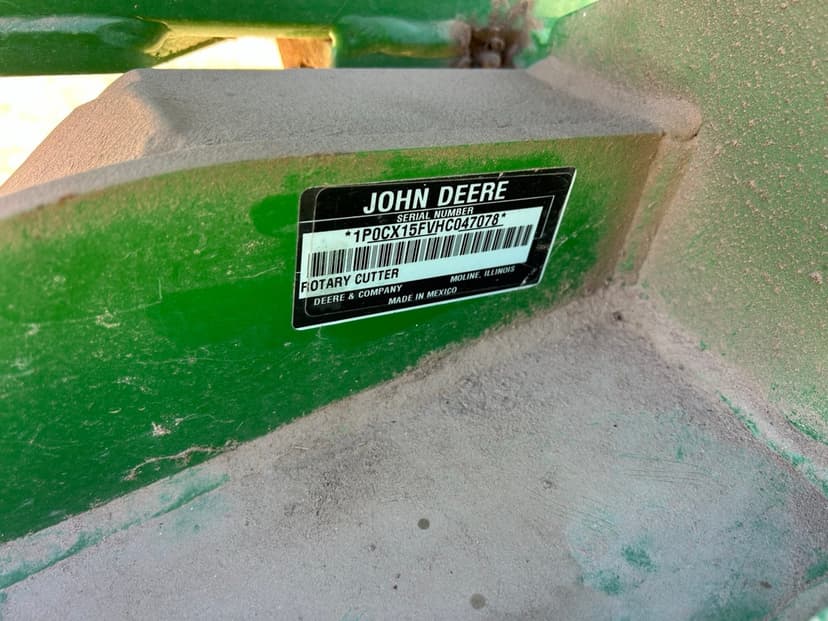 JOHN DEERE
SERIAL NUMBER
*1P0CX15FVHC047078*
ROTARY CUTTER
MOLINE, ILLINOIS
DEERE & COMPANY
MADE IN MEXICO